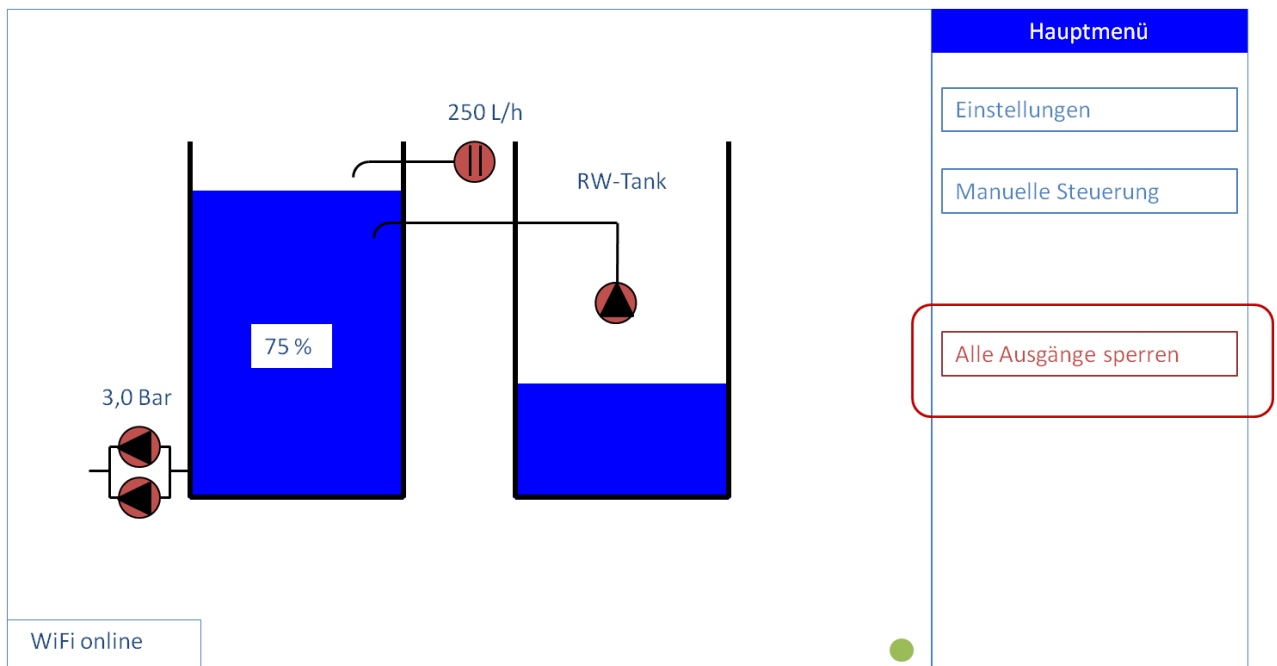 Hauptmenü
Einstellungen
250 L/h
RW-Tank
Manuelle Steuerung
75 %
Alle Ausgänge sperren
3,0 Bar
WiFi online